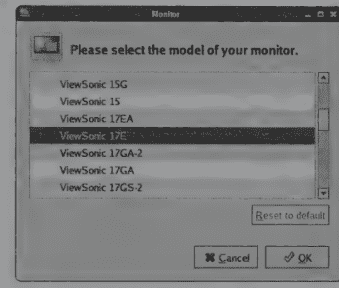 Monitor
Please select the model of your monitor.
ViewSonic 15G
ViewSonic 15
ViewSonic 17EA
ViewSonic 17E
ViewSonic 17GA-2
ViewSonic 17GA
ViewSonic 17GS-2
Reset to default
Cancel
OK